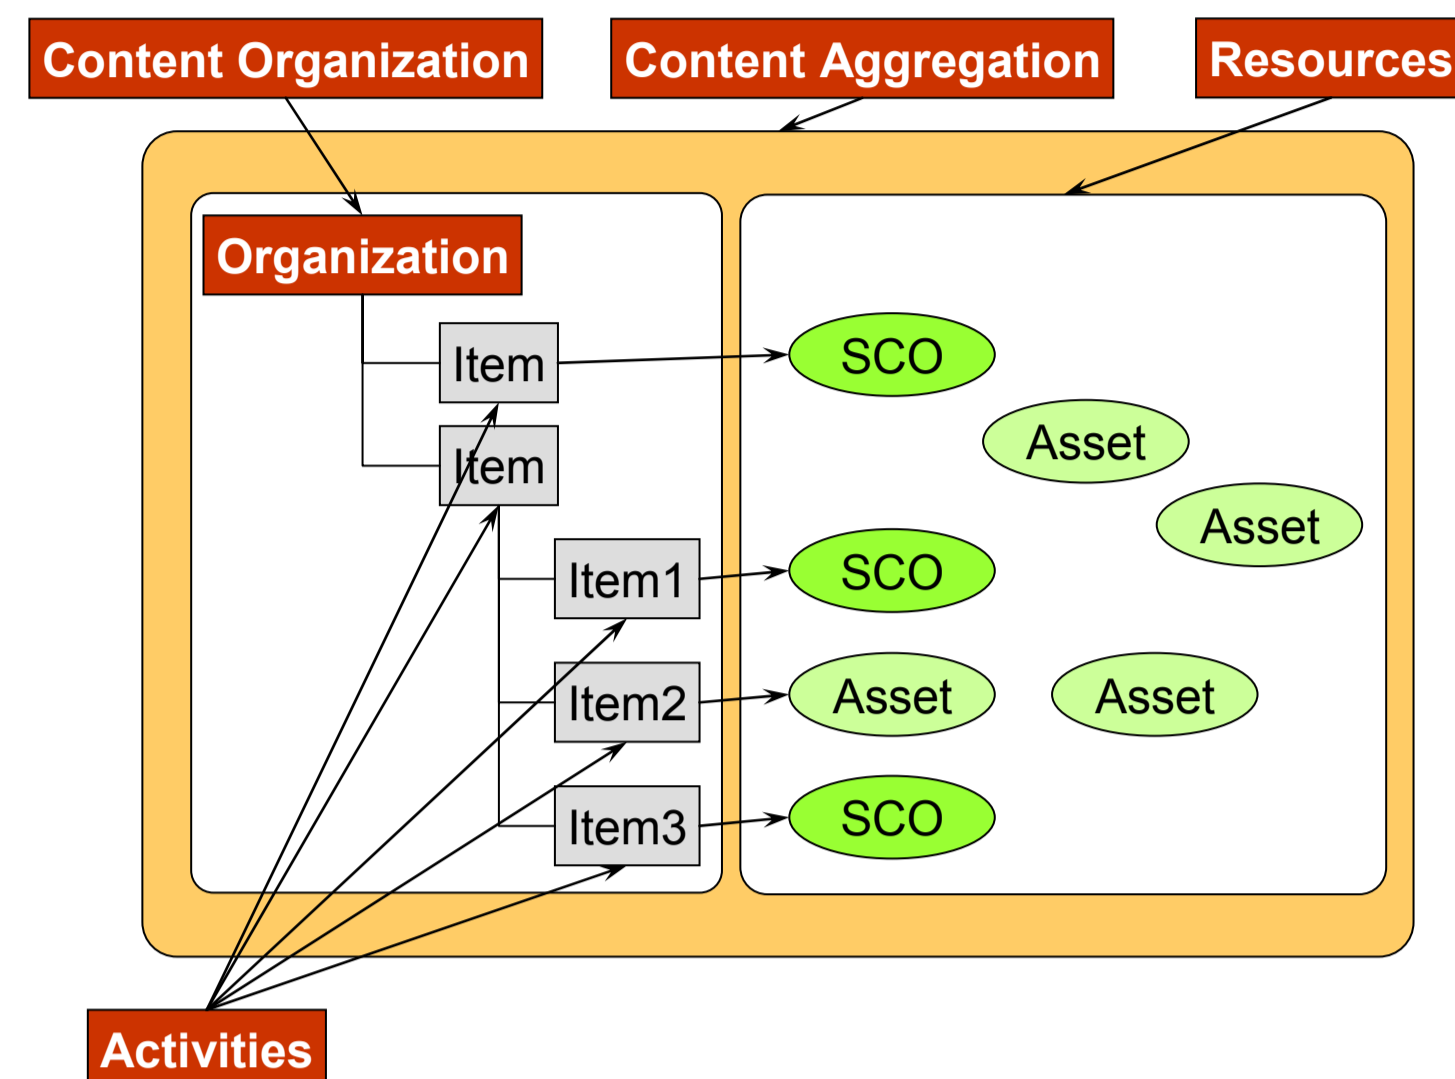 Content Organization
Content Aggregation
Resources
Organization
Item
SCO
Asset
Item
Asset
Item1
SCO
Item2
Asset
Asset
Item3
SCO
Activities